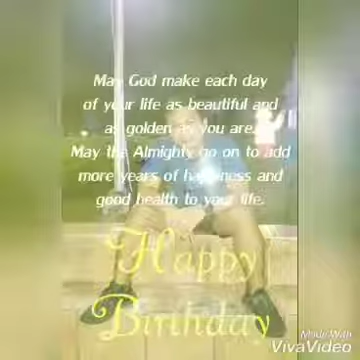 May God make each day
of your life as beautiful and
as golden as you are.
May the Almighty go on to add
more years of happiness and
good health to your life.
Happy
Birthday
Made With
VivaVideo